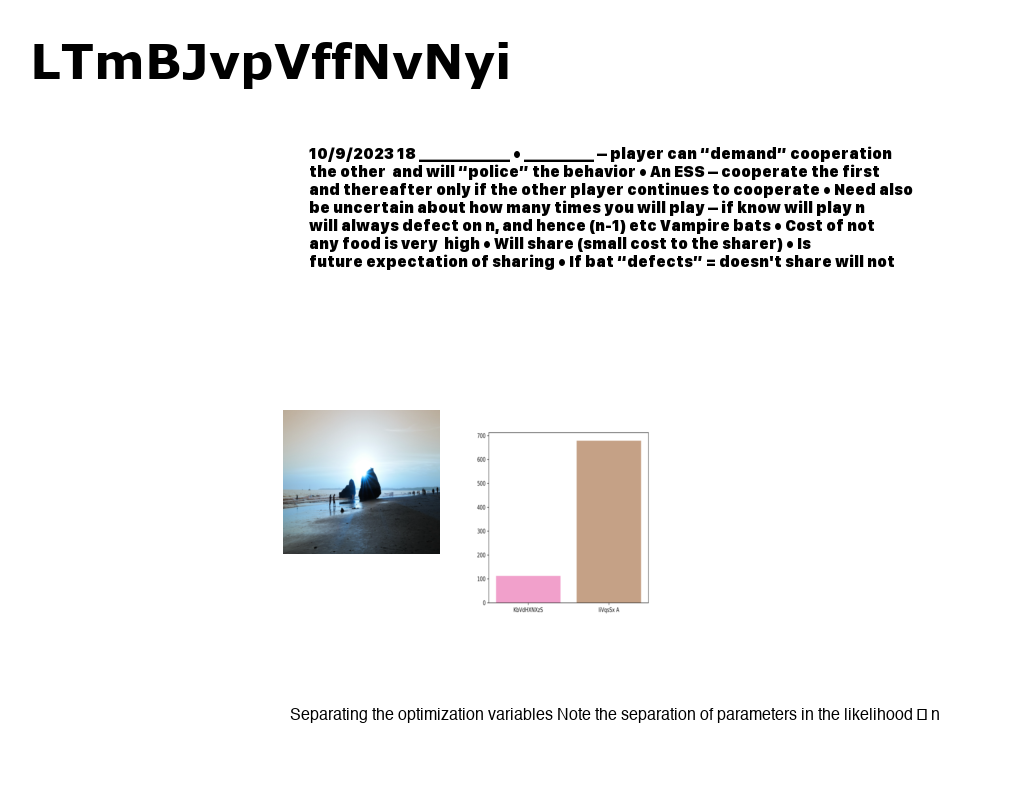 LTmBJvpVffNvNyi
10/9/2023 18 _____________ • __________ – player can “demand” cooperation
the other and will “police” the behavior • An ESS – cooperate the first
and thereafter only if the other player continues to cooperate • Need also
be uncertain about how many times you will play – if know will play n
will always defect on n, and hence (n-1) etc Vampire bats • Cost of not
any food is very high • Will share (small cost to the sharer) • Is
future expectation of sharing • If bat “defects” = doesn't share will not
700
600
500
400
300
200
100
0
Separating the optimization variables Note the separation of parameters in the likelihood □ n